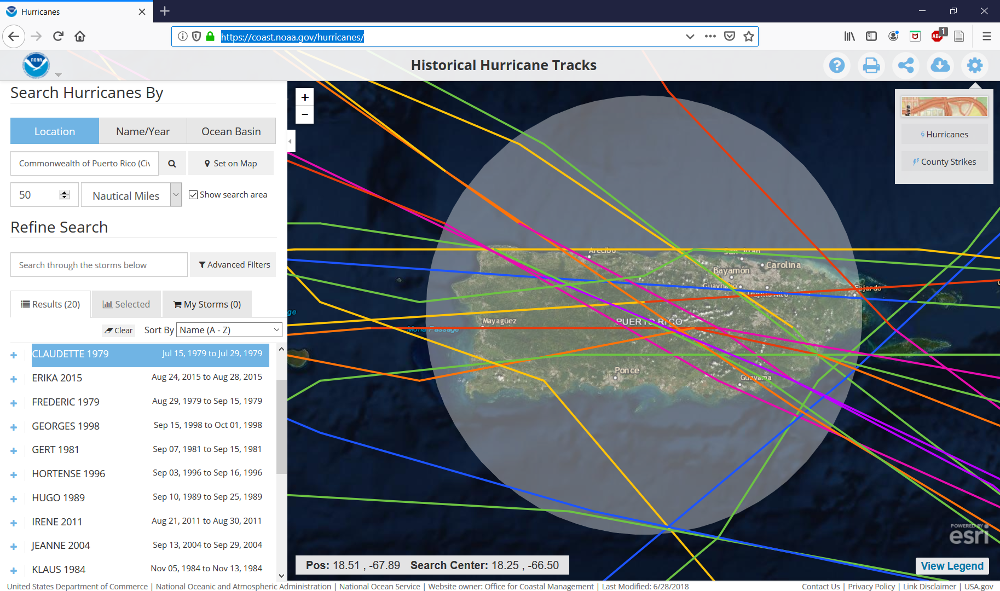 Hurricanes
https://coast.noaa.gov/hurricanes/
1
ABP
NOAA
Historical Hurricane Tracks
Search Hurricanes By
Location Name/Year Ocean Basin
Commonwealth of Puerto Rico (Civ
Set on Map
50 Nautical Miles Show search area
Refine Search
Search through the storms below
Advanced Filters
Results (20) Selected My Storms (0)
Clear Sort By Name (A - Z)
CLAUDETTE 1979 Jul 15, 1979 to Jul 29, 1979
ERIKA 2015 Aug 24, 2015 to Aug 28, 2015
FREDERIC 1979 Aug 29, 1979 to Sep 15, 1979
GEORGES 1998 Sep 15, 1998 to Oct 01, 1998
GERT 1981 Sep 07, 1981 to Sep 15, 1981
HORTENSE 1996 Sep 03, 1996 to Sep 16, 1996
HUGO 1989 Sep 10, 1989 to Sep 25, 1989
IRENE 2011 Aug 21, 2011 to Aug 30, 2011
JEANNE 2004 Sep 13, 2004 to Sep 29, 2004
KLAUS 1984 Nov 05, 1984 to Nov 13, 1984
+
−
Ave
Hurricanes
County Strikes
Arecibo
San Juan
Carolina
Bayamón
Guaynabo
Trujillo Alto
Fajardo
ge
Mayagüez
PUERTO RICO
Mona Passage
Ponce
Guayama
POWERED BY
esri
Pos: 18.51 , -67.89 Search Center: 18.25 , -66.50
View Legend
United States Department of Commerce | National Oceanic and Atmospheric Administration | National Ocean Service | Website owner: Office for Coastal Management | Last Modified: 6/28/2018
Contact Us | Privacy Policy | Link Disclaimer | USA.gov